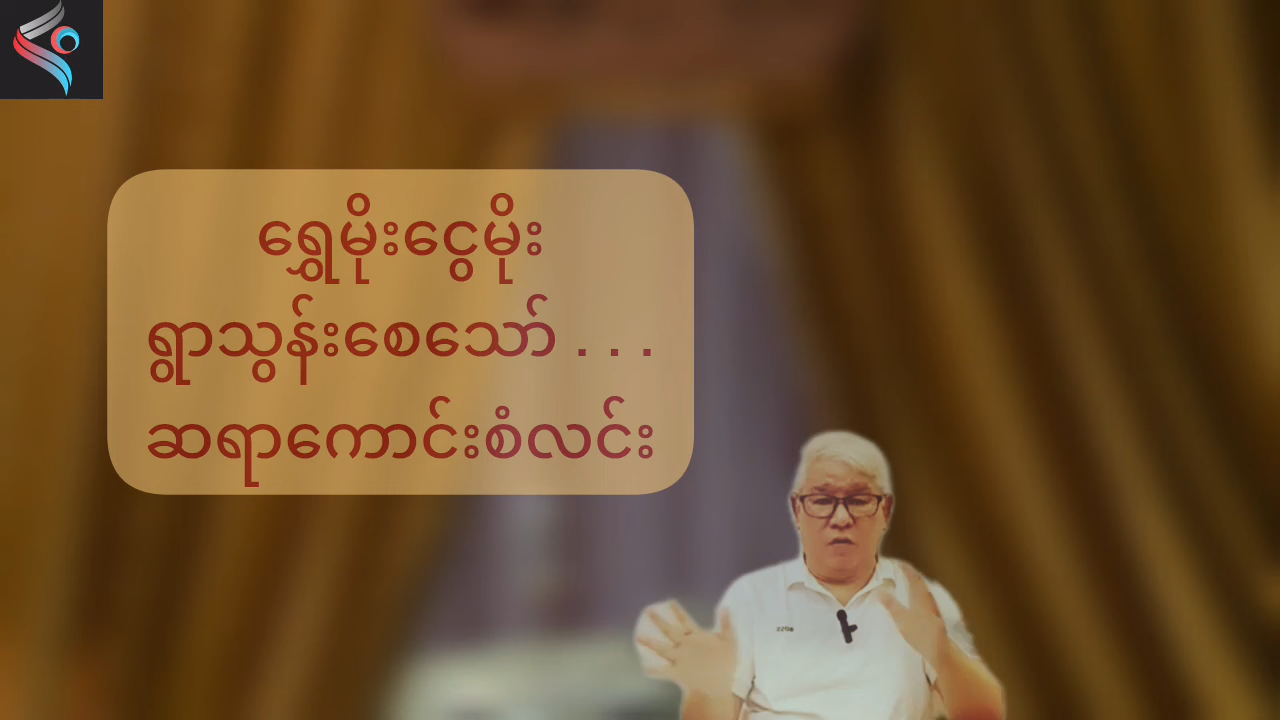 ရွှေမိုးငွေမိုး
ရွာသွန်းစေသော် . . .
ဆရာကောင်းစံလင်း